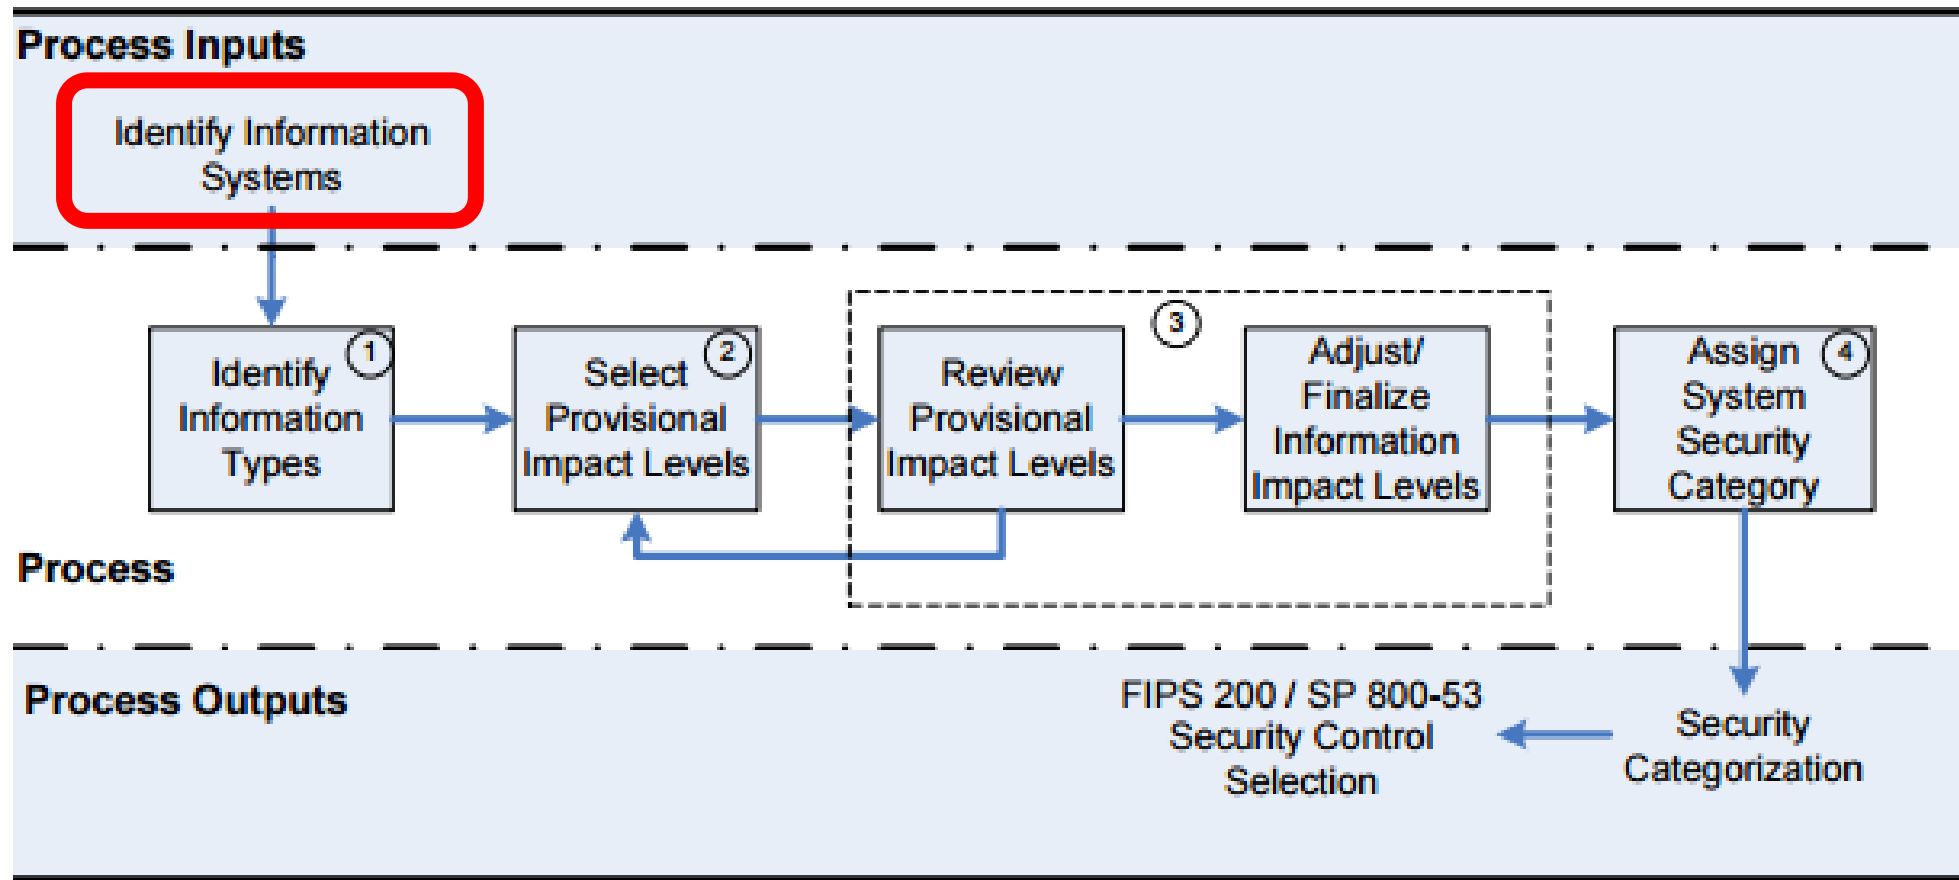 Process Inputs
Identify Information
Systems
1
Identify
Information
Types
2
Select
Provisional
Impact Levels
3
Review
Provisional
Impact Levels
Adjust/
Finalize
Information
Impact Levels
4
Assign
System
Security
Category
Process
Process Outputs
FIPS 200 / SP 800-53
Security Control
Selection
Security
Categorization